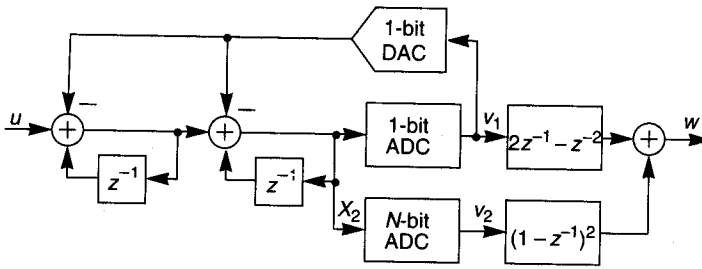 1-bit
DAC
u
+
−
+
−
z⁻¹
z⁻¹
1-bit
ADC
v₁
2z⁻¹ − z⁻²
+
w
X₂
N-bit
ADC
v₂
(1 − z⁻¹)²